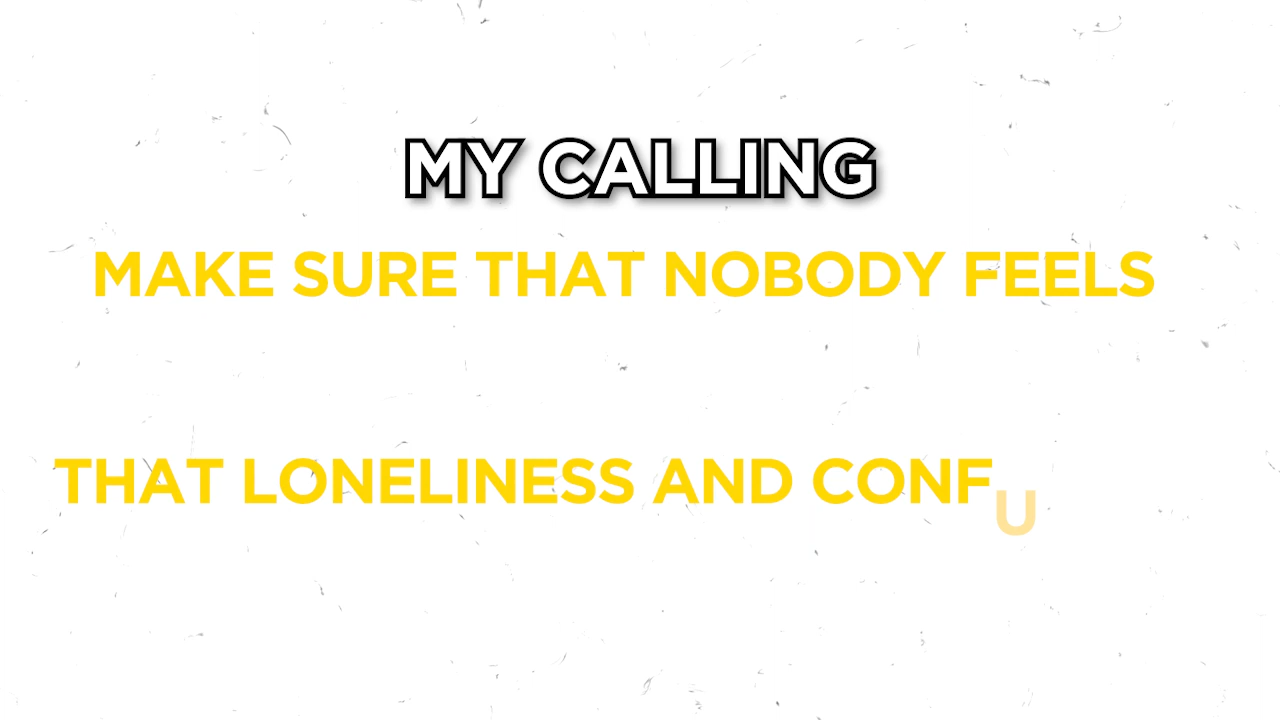 MY CALLING
MAKE SURE THAT NOBODY FEELS
THAT LONELINESS AND CONFU